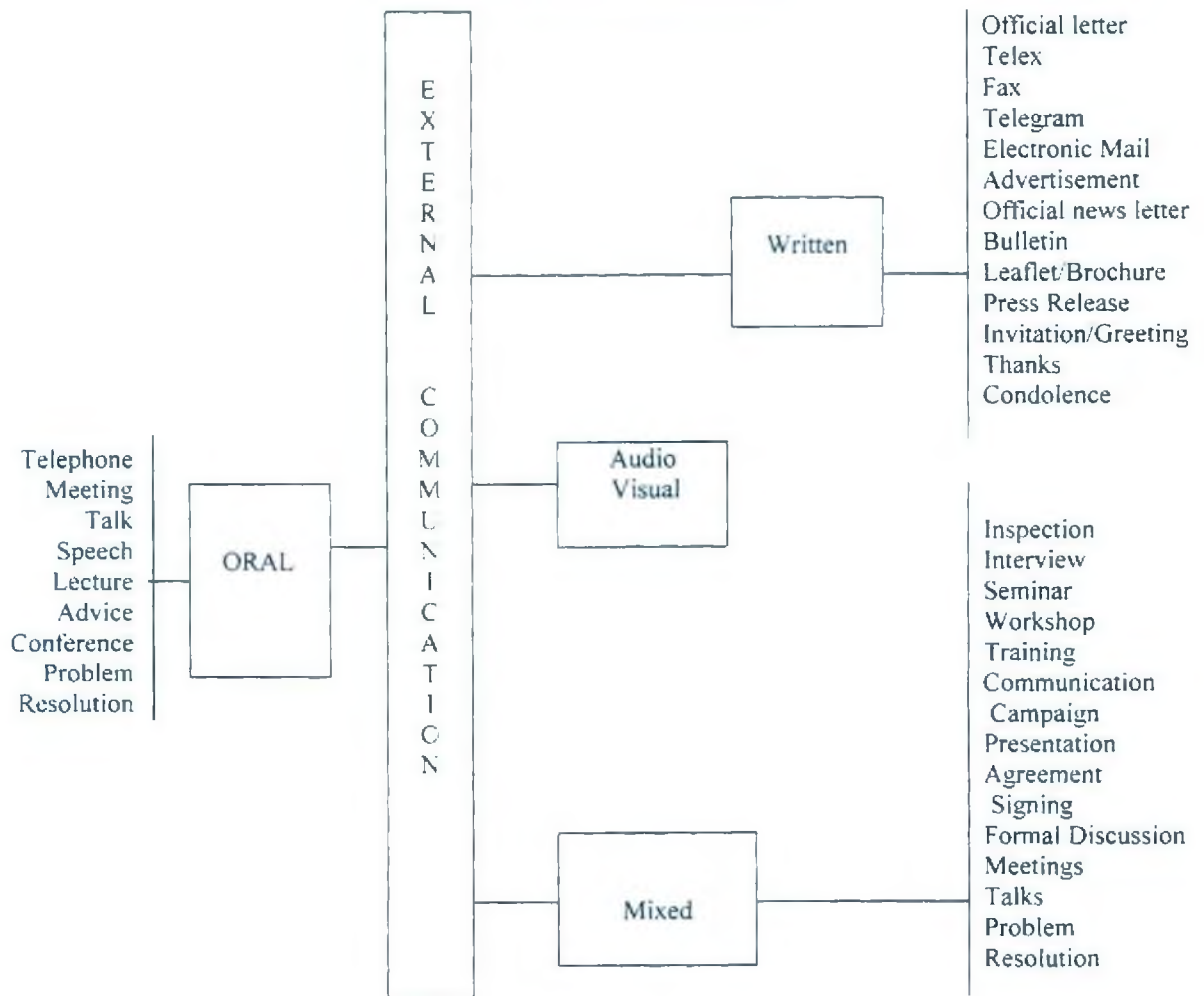 Telephone
Meeting
Talk
Speech
Lecture
Advice
Conference
Problem
Resolution
ORAL
EXTERNAL COMMUNICATION
Written
Official letter
Telex
Fax
Telegram
Electronic Mail
Advertisement
Official news letter
Bulletin
Leaflet/Brochure
Press Release
Invitation/Greeting
Thanks
Condolence
Audio
Visual
Mixed
Inspection
Interview
Seminar
Workshop
Training
Communication
Campaign
Presentation
Agreement
Signing
Formal Discussion
Meetings
Talks
Problem
Resolution